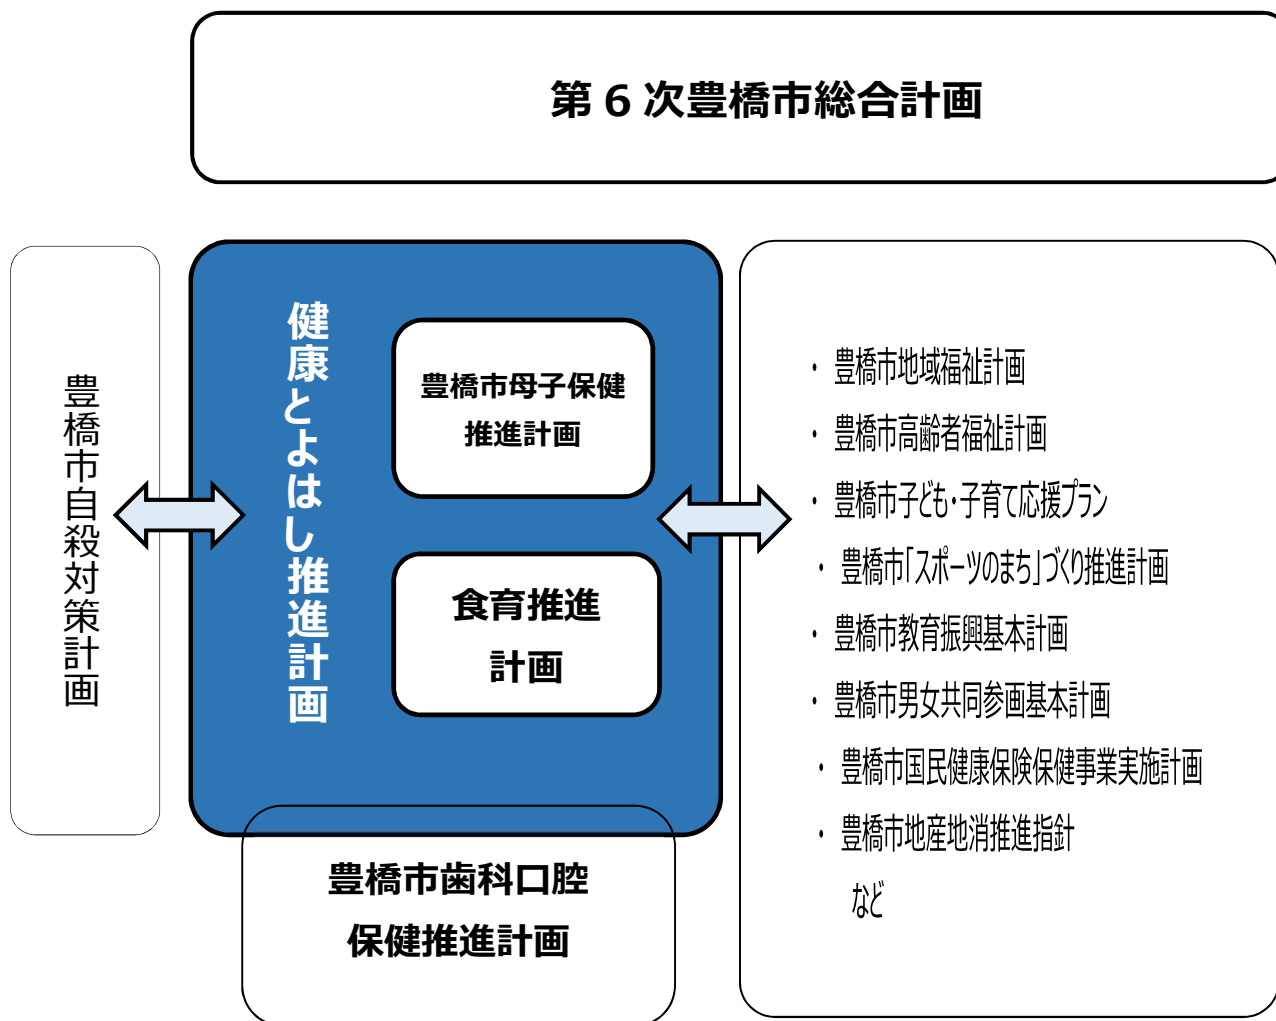 第 6 次豊橋市総合計画
豊橋市自殺対策計画
健康とよはし推進計画
豊橋市母子保健
推進計画
食育推進
計画
豊橋市歯科口腔
保健推進計画
・ 豊橋市地域福祉計画
・ 豊橋市高齢者福祉計画
・ 豊橋市子ども・子育て応援プラン
・ 豊橋市「スポーツのまち」づくり推進計画
・ 豊橋市教育振興基本計画
・ 豊橋市男女共同参画基本計画
・ 豊橋市国民健康保険保健事業実施計画
・ 豊橋市地産地消推進指針
など